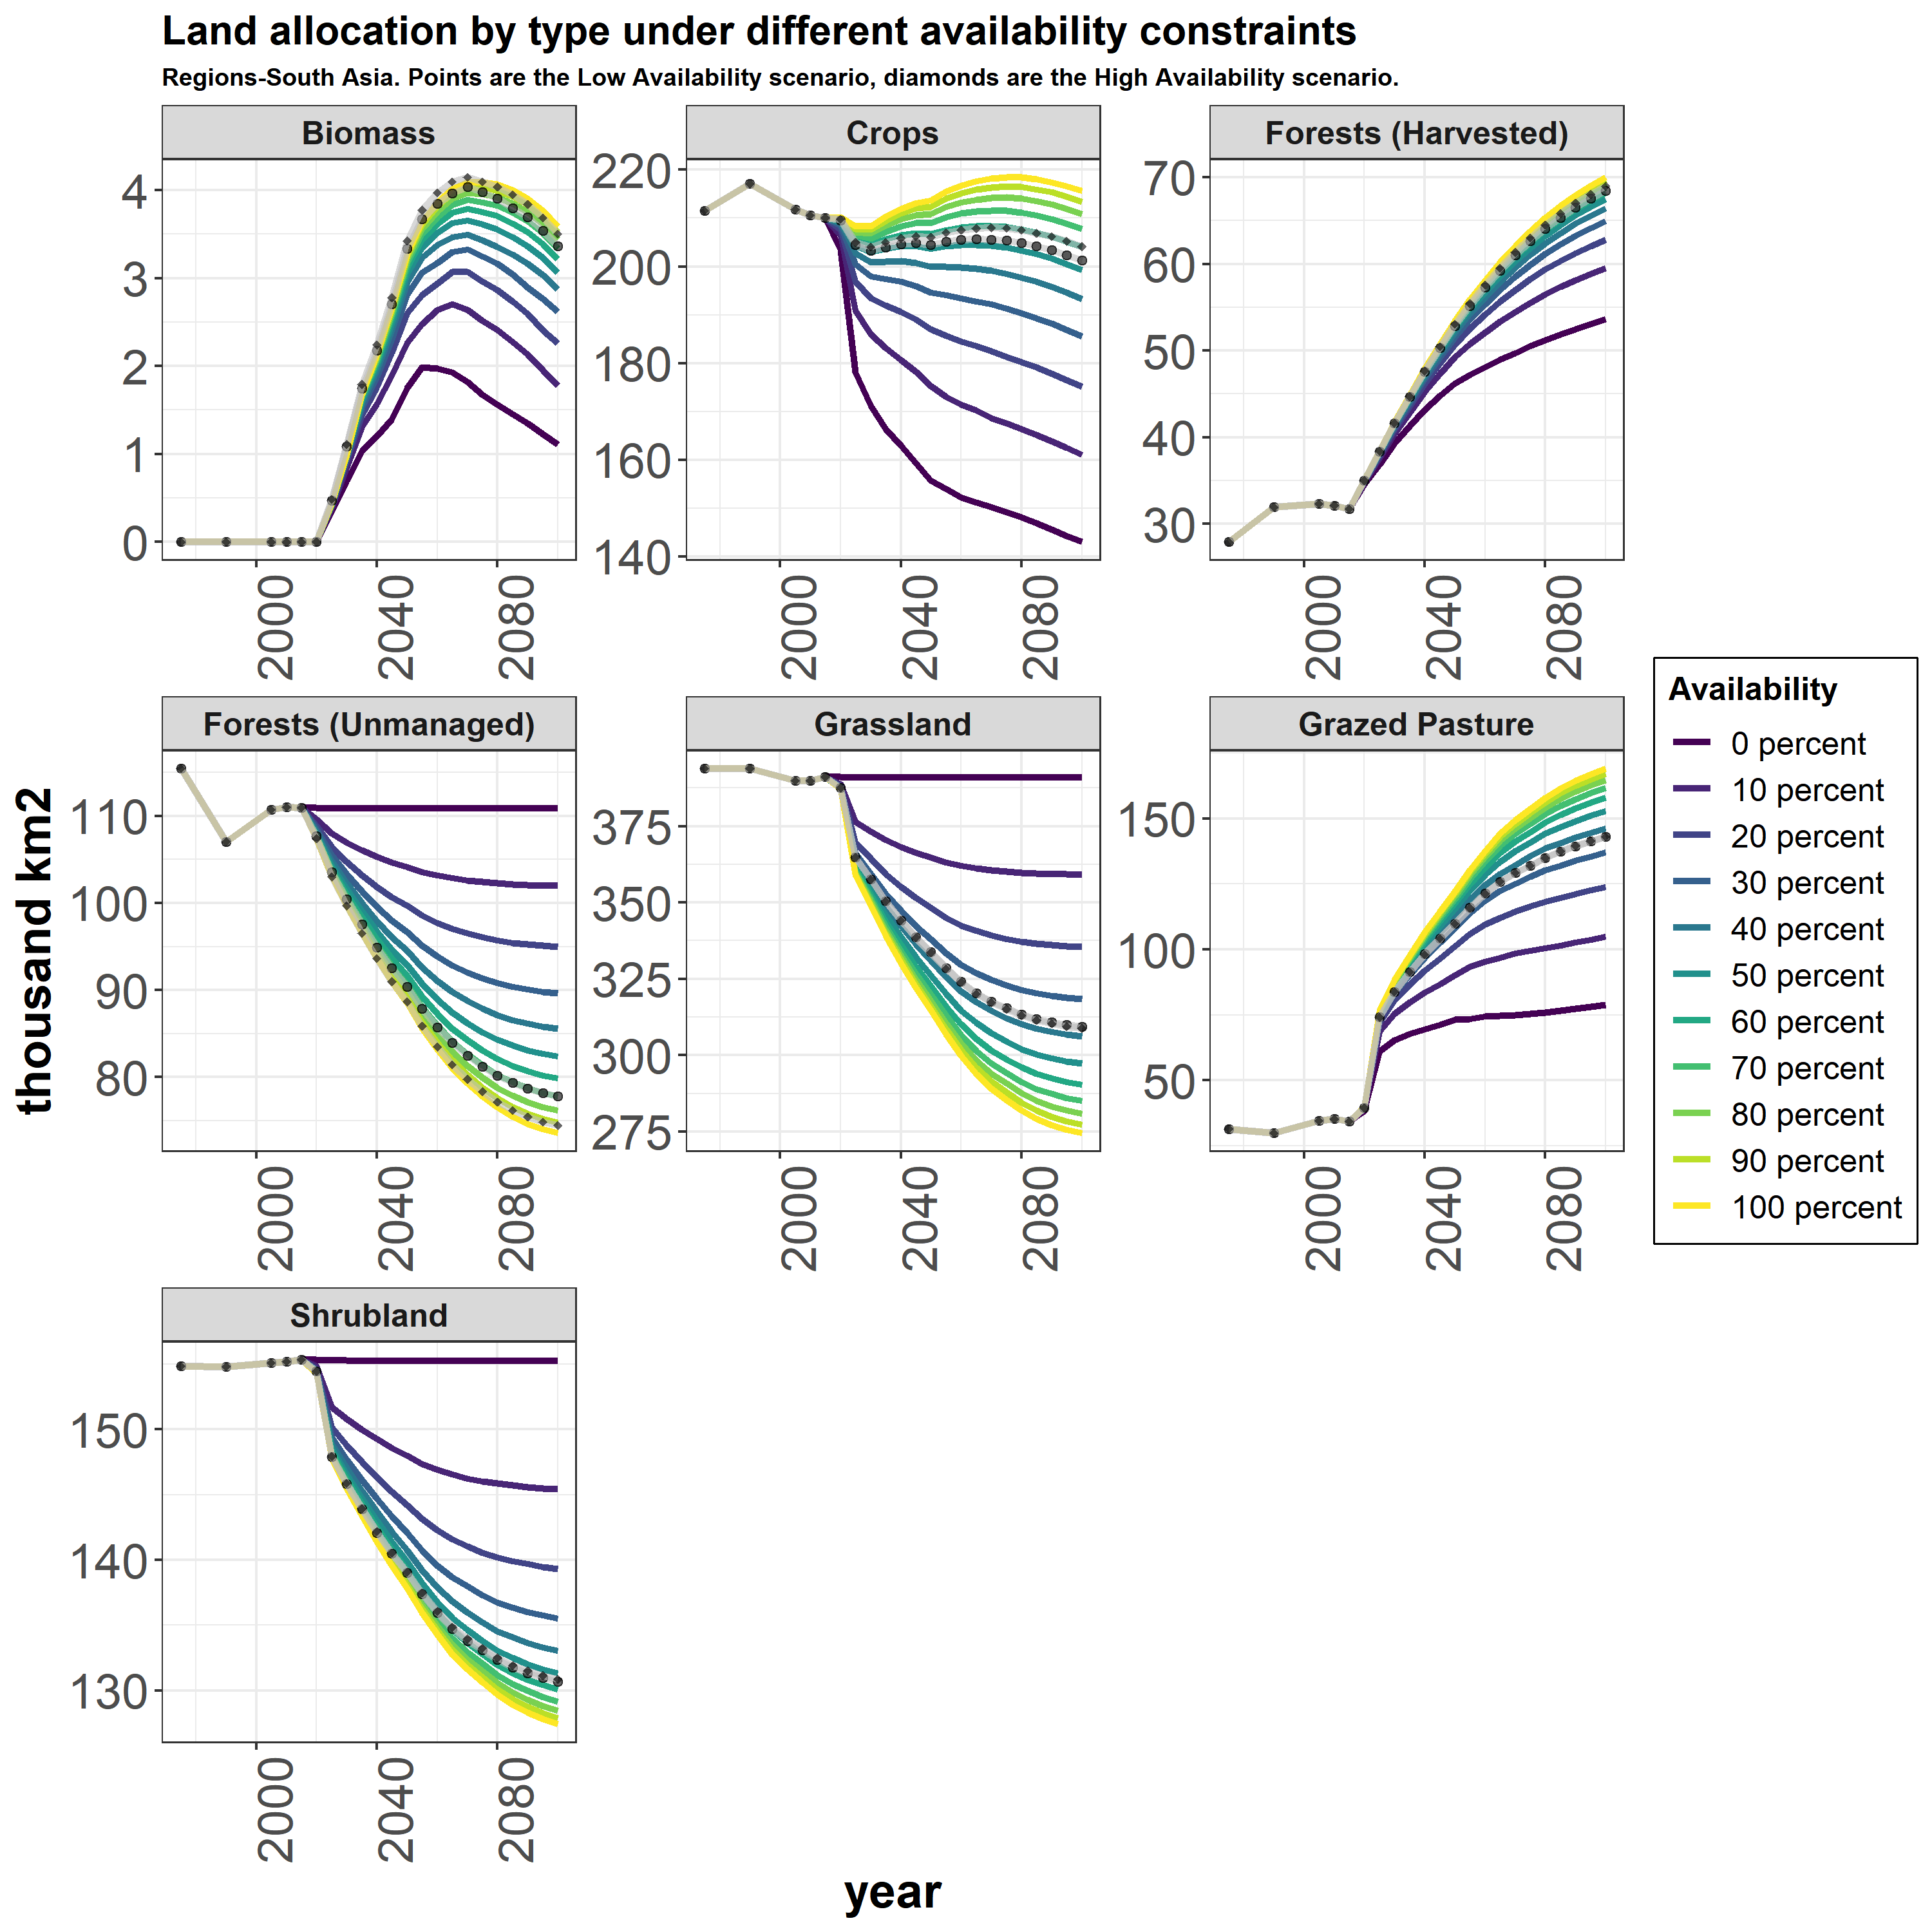 Land allocation by type under different availability constraints
Regions-South Asia. Points are the Low Availability scenario, diamonds are the High Availability scenario.
Biomass
Crops
Forests (Harvested)
4
3
2
1
0
220
200
180
160
140
70
60
50
40
30
2000
2040
2080
2000
2040
2080
2000
2040
2080
Forests (Unmanaged)
Grassland
Grazed Pasture
110
100
90
80
375
350
325
300
275
150
100
50
2000
2040
2080
2000
2040
2080
2000
2040
2080
Shrubland
150
140
130
2000
2040
2080
thousand km2
year
Availability
0 percent
10 percent
20 percent
30 percent
40 percent
50 percent
60 percent
70 percent
80 percent
90 percent
100 percent